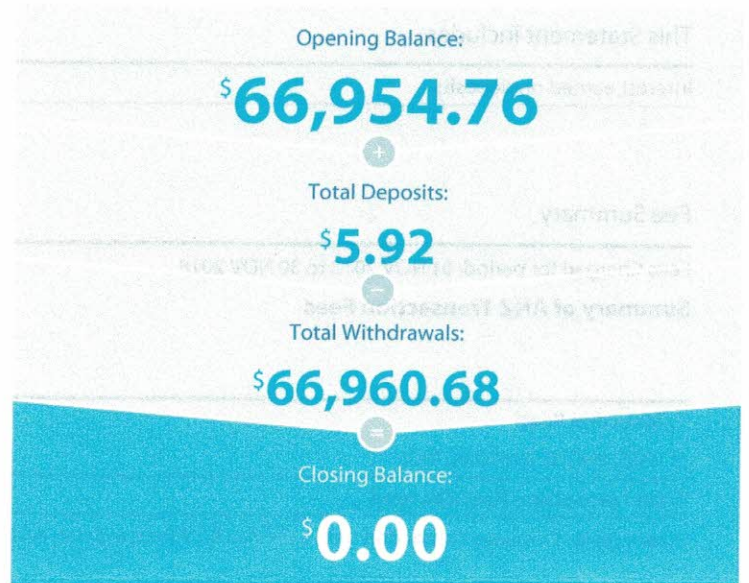 Opening Balance:
$66,954.76
+
Total Deposits:
$5.92
−
Total Withdrawals:
$66,960.68
=
Closing Balance:
$0.00